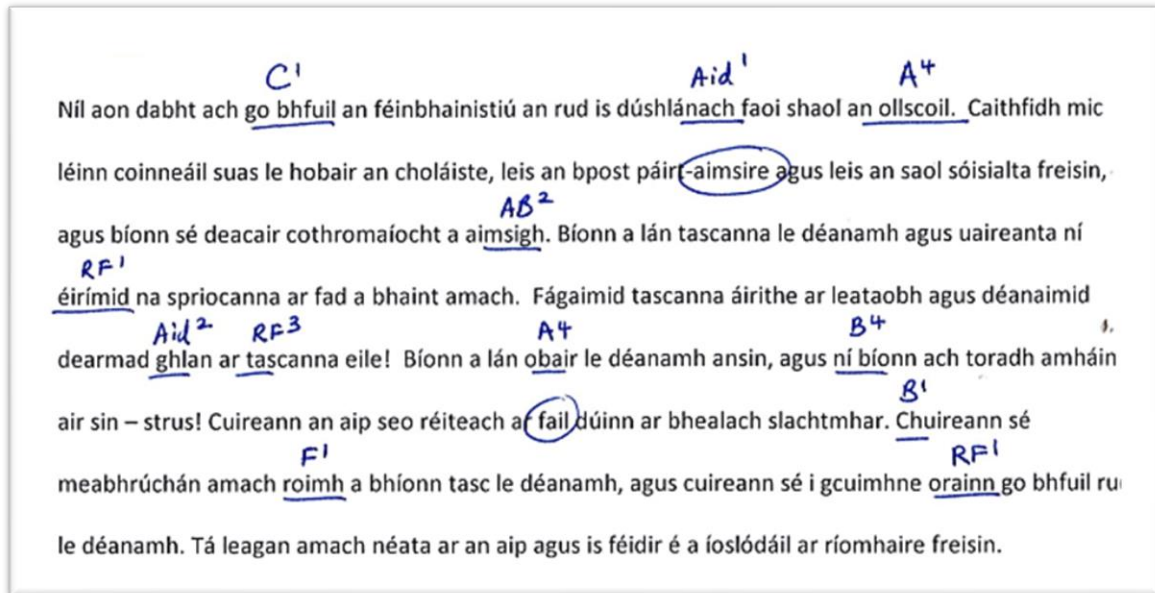 C¹ Aid¹ A⁴
Níl aon dabht ach go bhfuil an féinbhainistiú an rud is dúshlánach faoi shaol an ollscoil. Caithfidh mic
léinn coinneáil suas le hobair an choláiste, leis an bpost páirt-aimsire agus leis an saol sóisialta freisin,
AB²
agus bíonn sé deacair cothromaíocht a aimsigh. Bíonn a lán tascanna le déanamh agus uaireanta ní
RF¹
éirímid na spriocanna ar fad a bhaint amach. Fágaimid tascanna áirithe ar leataobh agus déanaimid
Aid² RF³ A4 B4
dearmad ghlan ar tascanna eile! Bíonn a lán obair le déanamh ansin, agus ní bíonn ach toradh amháin
B¹
air sin – strus! Cuireann an aip seo réiteach ar fail dúinn ar bhealach slachtmhar. Chuireann sé
F¹ RF¹
meabhrúchán amach roimh a bhíonn tasc le déanamh, agus cuireann sé i gcuimhne orainn go bhfuil
le déanamh. Tá leagan amach néata ar an aip agus is féidir é a íoslódáil ar ríomhaire freisin.